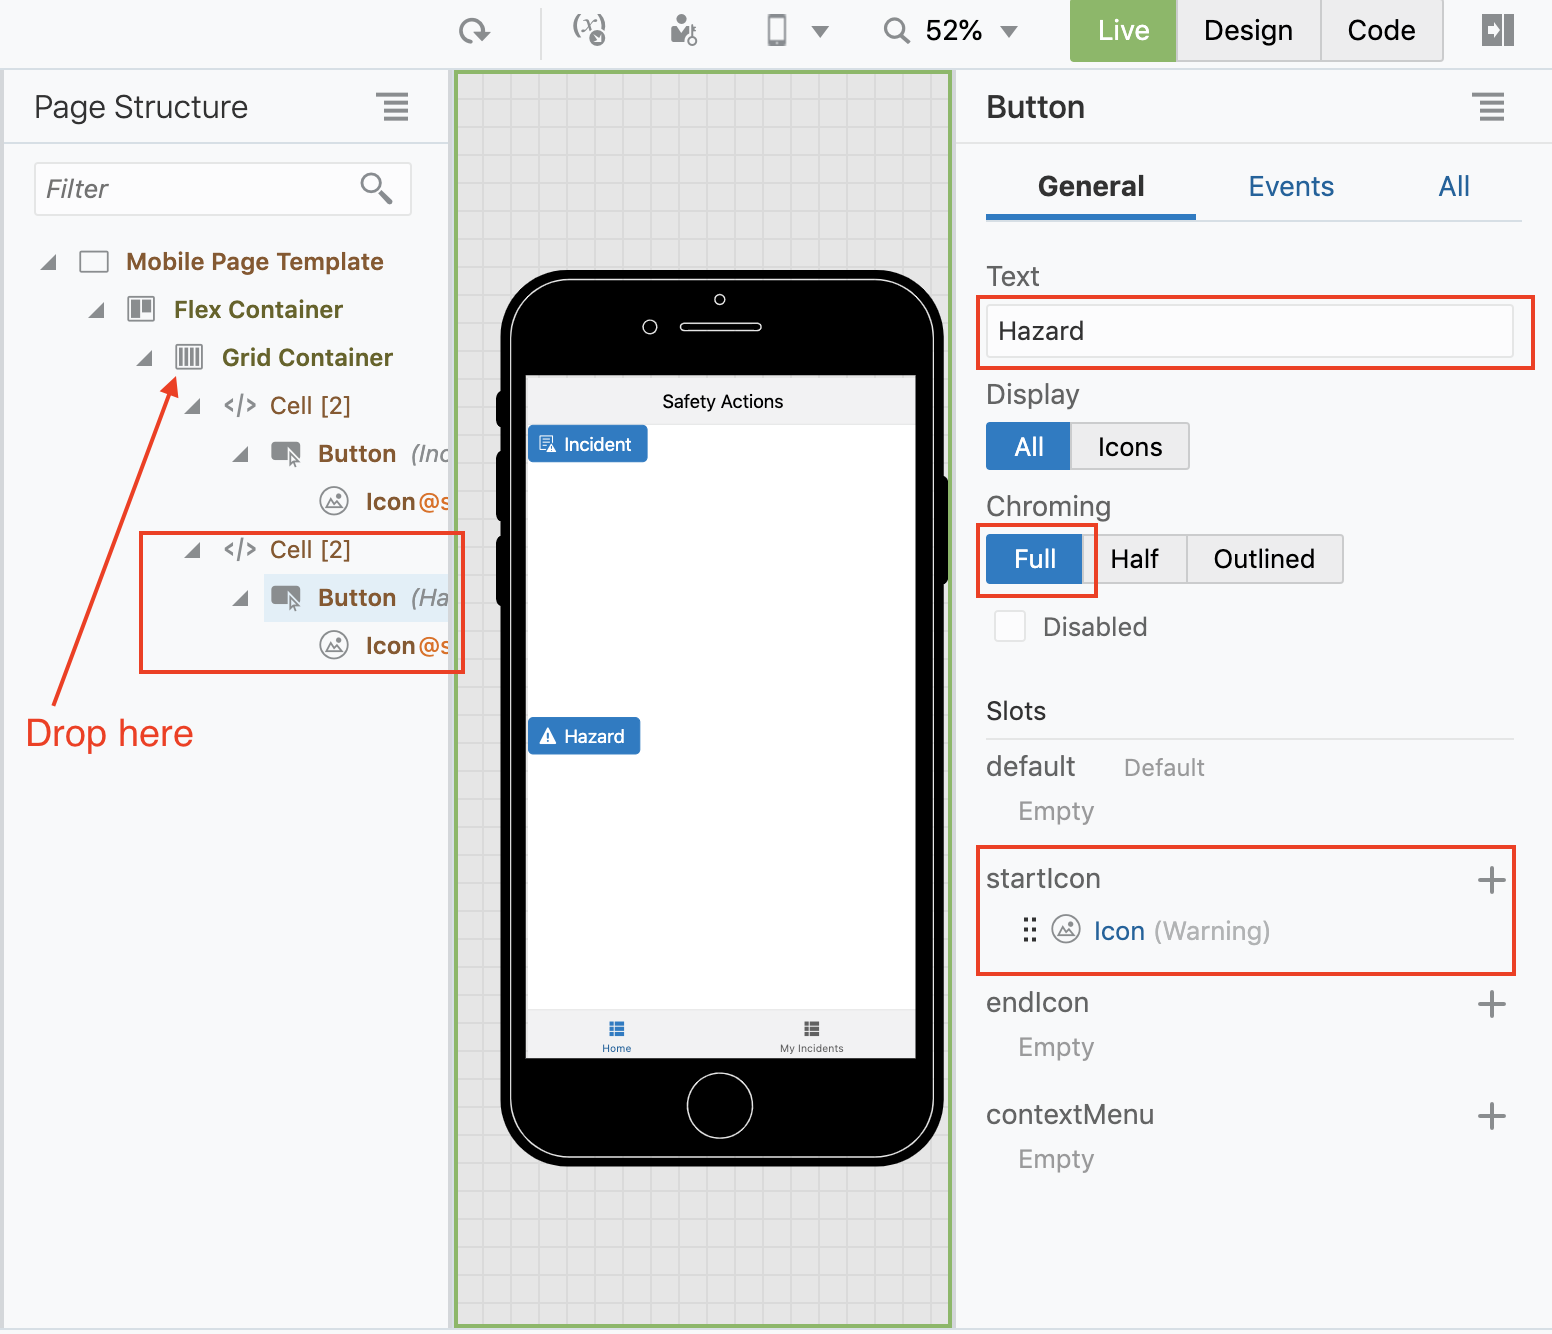 52%
Live
Design
Code
Page Structure
Filter
Mobile Page Template
Flex Container
Grid Container
</> Cell [2]
Button (Inc
Icon@s
</> Cell [2]
Button (Ha
Icon@s
Drop here
Safety Actions
Incident
Hazard
Home
My Incidents
Button
General
Events
All
Text
Hazard
Display
All
Icons
Chroming
Full
Half
Outlined
Disabled
Slots
default Default
Empty
startIcon
Icon (Warning)
endIcon
Empty
contextMenu
Empty